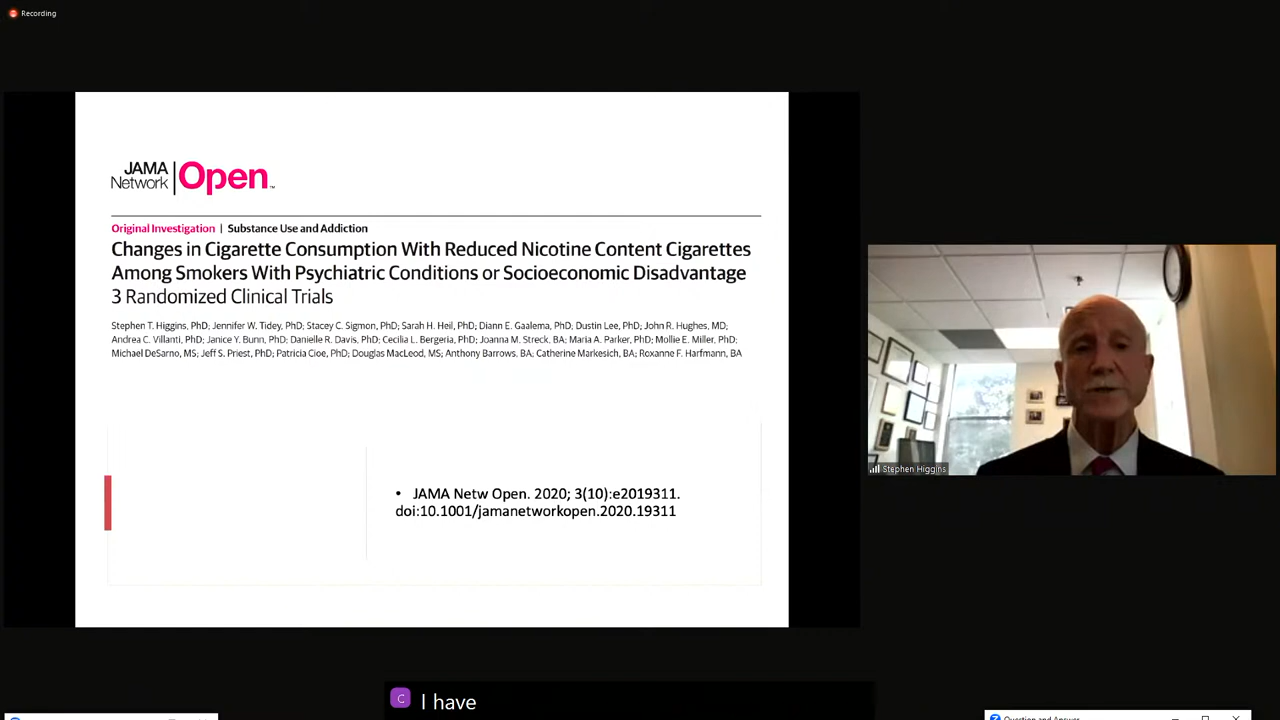 Recording
JAMA
Network
Open
Original Investigation | Substance Use and Addiction
Changes in Cigarette Consumption With Reduced Nicotine Content Cigarettes
Among Smokers With Psychiatric Conditions or Socioeconomic Disadvantage
3 Randomized Clinical Trials
Stephen T. Higgins, PhD; Jennifer W. Tidey, PhD; Stacey C. Sigmon, PhD; Sarah H. Heil, PhD; Diann E. Gaalema, PhD; Dustin Lee, PhD; John R. Hughes, MD;
Andrea C. Villanti, PhD; Janice Y. Bunn, PhD; Danielle R. Davis, PhD; Cecilia L. Bergeria, PhD; Joanna M. Streck, BA; Maria A. Parker, PhD; Mollie E. Miller, PhD;
Michael DeSarno, MS; Jeff S. Priest, PhD; Patricia Cioe, PhD; Douglas MacLeod, MS; Anthony Barrows, BA; Catherine Markesich, BA; Roxanne F. Harfmann, BA
• JAMA Netw Open. 2020; 3(10):e2019311.
doi:10.1001/jamanetworkopen.2020.19311
Stephen Higgins
C I have
Question and Answer